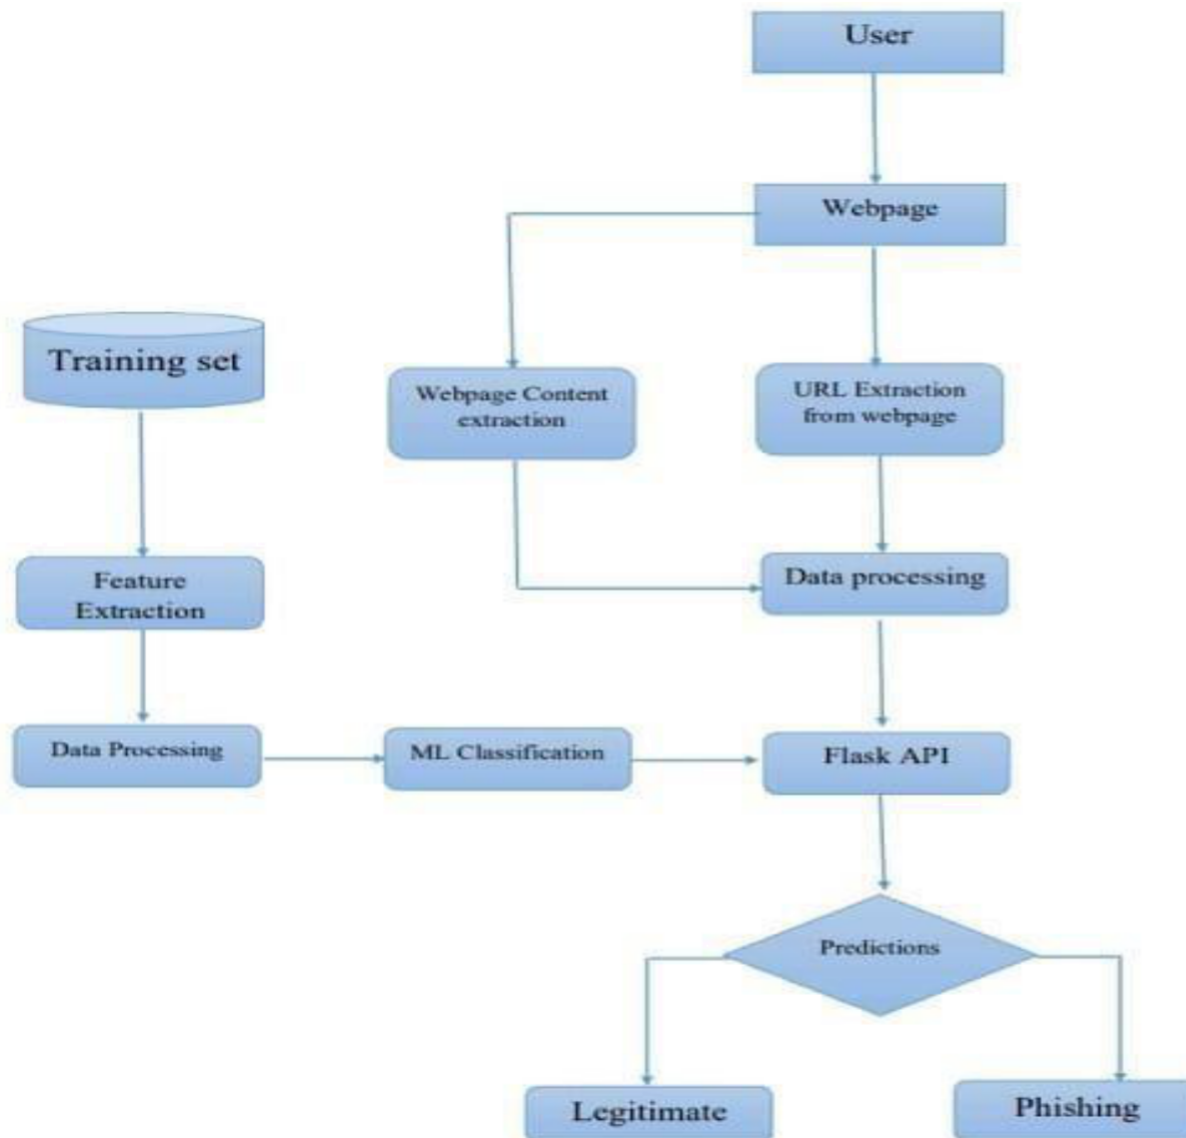 User
Webpage
Training set
Webpage Content
extraction
URL Extraction
from webpage
Feature
Extraction
Data processing
Data Processing
ML Classification
Flask API
Predictions
Legitimate
Phishing